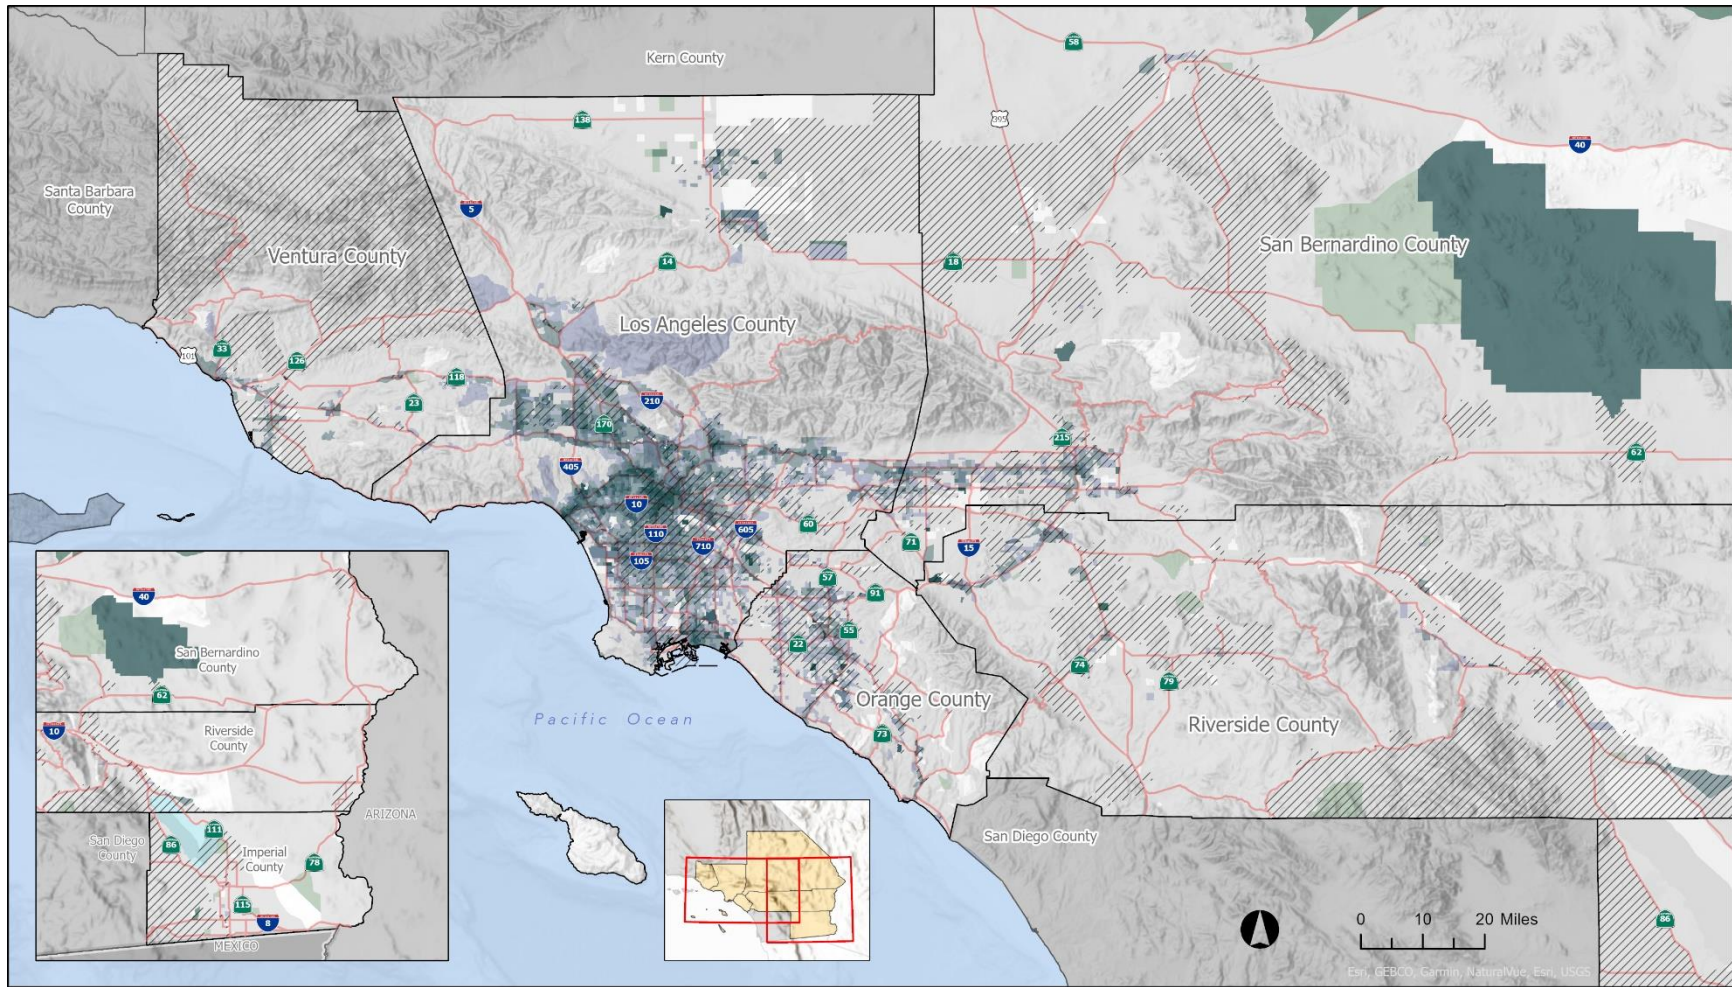 Kern County
58
138
395
40
Santa Barbara
County
5
Ventura County
San Bernardino County
14
18
Los Angeles County
33
101
126
118
23
210
170
215
62
405
10
110
605
60
71
15
105
710
57
91
55
22
74
79
Orange County
Riverside County
73
Pacific Ocean
40
San Bernardino
County
62
10
Riverside
County
ARIZONA
San Diego
County
111
86
Imperial
County
78
115
8
MEXICO
San Diego County
0 10 20 Miles
86
Esri, GEBCO, Garmin, NaturalVue, Esri, USGS